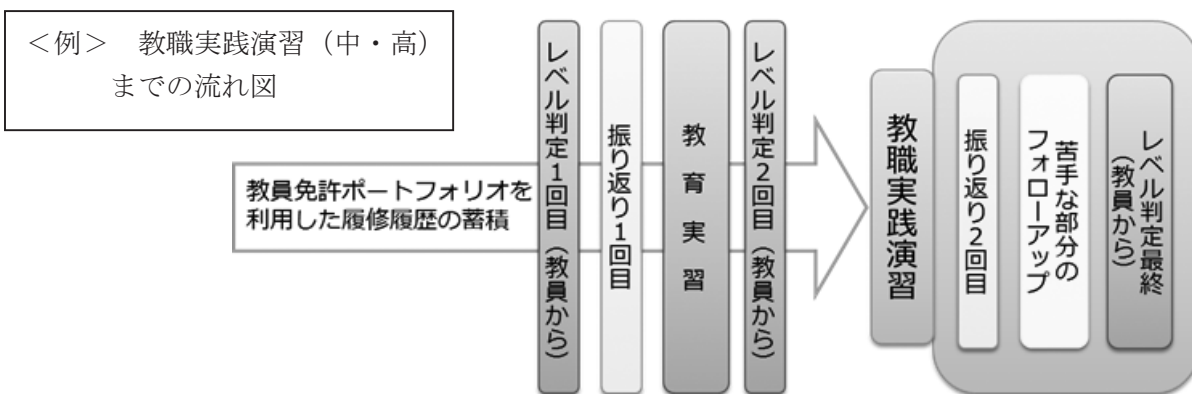 ＜例＞　教職実践演習（中・高）
までの流れ図
教員免許ポートフォリオを
利用した履修履歴の蓄積
レベル判定1回目（教員から）
振り返り1回目
教育実習
レベル判定2回目（教員から）
教職実践演習
振り返り2回目
苦手な部分の
フォローアップ
レベル判定最終
（教員から）